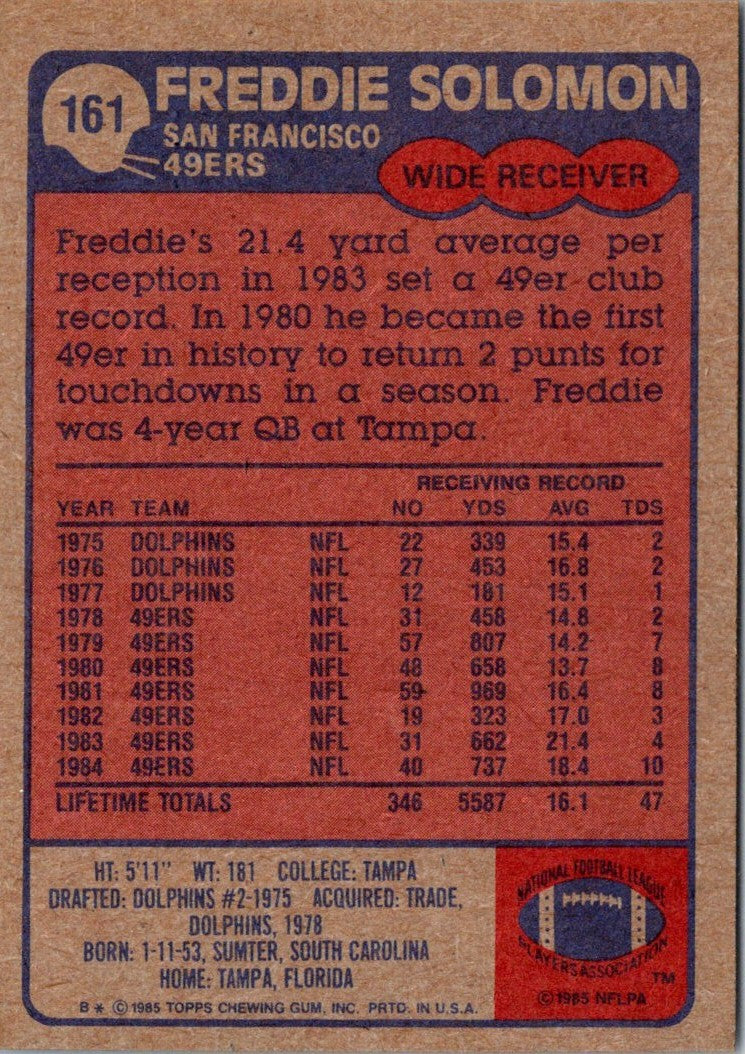 161
FREDDIE SOLOMON
SAN FRANCISCO
49ERS
WIDE RECEIVER
Freddie's 21.4 yard average per
reception in 1983 set a 49er club
record. In 1980 he became the first
49er in history to return 2 punts for
touchdowns in a season. Freddie
was 4-year QB at Tampa.
RECEIVING RECORD
YEAR TEAM NO YDS AVG TDS
1975 DOLPHINS NFL 22 339 15.4 2
1976 DOLPHINS NFL 27 453 16.8 2
1977 DOLPHINS NFL 12 181 15.1 1
1978 49ERS NFL 31 458 14.8 2
1979 49ERS NFL 57 807 14.2 7
1980 49ERS NFL 48 658 13.7 8
1981 49ERS NFL 59 969 16.4 8
1982 49ERS NFL 19 323 17.0 3
1983 49ERS NFL 31 662 21.4 4
1984 49ERS NFL 40 737 18.4 10
LIFETIME TOTALS 346 5587 16.1 47
HT: 5'11" WT: 181 COLLEGE: TAMPA
DRAFTED: DOLPHINS #2-1975 ACQUIRED: TRADE,
DOLPHINS, 1978
BORN: 1-11-53, SUMTER, SOUTH CAROLINA
HOME: TAMPA, FLORIDA
B* ©1985 TOPPS CHEWING GUM, INC. PRTD. IN U.S.A.
NATIONAL FOOTBALL LEAGUE
PLAYERS ASSOCIATION
TM
©1985 NFLPA